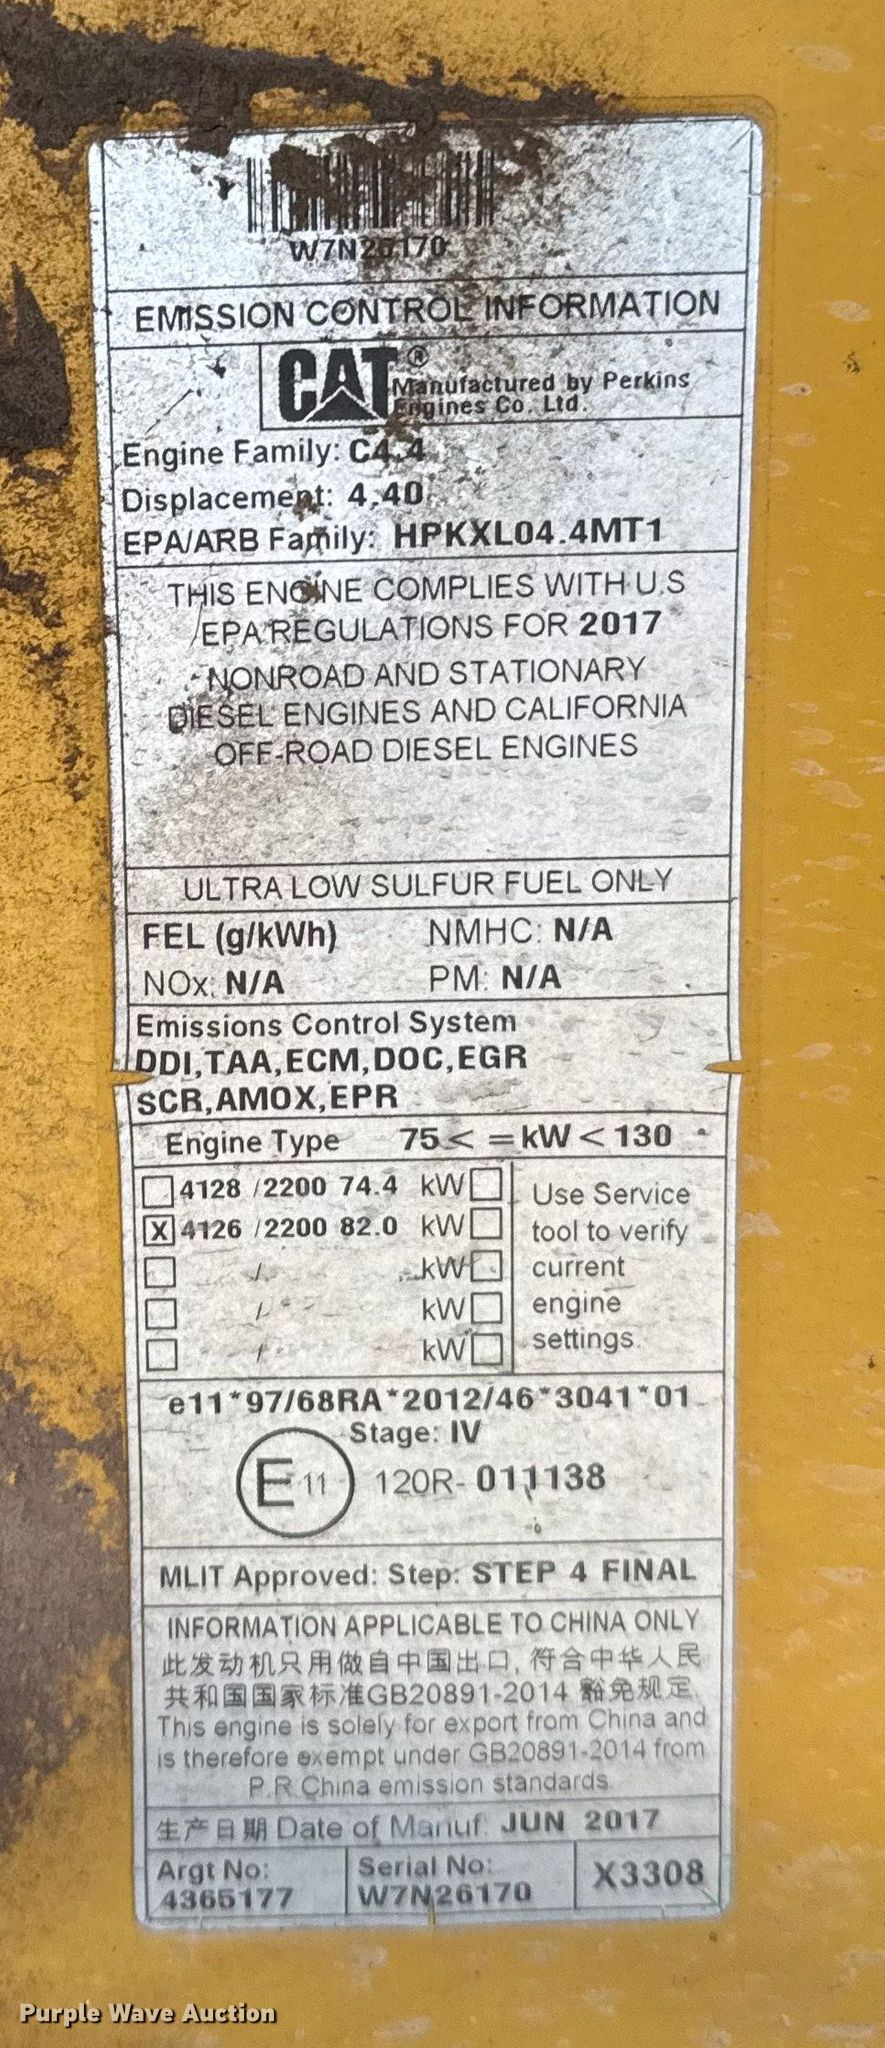 W7N26170
EMISSION CONTROL INFORMATION
CAT®
Manufactured by Perkins
Engines Co. Ltd.
Engine Family: C4.4
Displacement: 4.40
EPA/ARB Family: HPKXL04.4MT1
THIS ENGINE COMPLIES WITH U.S
EPA REGULATIONS FOR 2017
NONROAD AND STATIONARY
DIESEL ENGINES AND CALIFORNIA
OFF-ROAD DIESEL ENGINES
ULTRA LOW SULFUR FUEL ONLY
FEL (g/kWh) NMHC: N/A
NOx: N/A PM: N/A
Emissions Control System
DDI,TAA,ECM,DOC,EGR
SCR,AMOX,EPR
Engine Type 75 < = kW < 130
4128 /2200 74.4 kW
X 4126 /2200 82.0 kW
/ kW
/ kW
/ kW
Use Service
tool to verify
current
engine
settings.
e11*97/68RA*2012/46*3041*01
Stage: IV
E 11 120R- 011138
MLIT Approved: Step: STEP 4 FINAL
INFORMATION APPLICABLE TO CHINA ONLY
此发动机只用做自中国出口, 符合中华人民
共和国国家标准GB20891-2014 豁免规定.
This engine is solely for export from China and
is therefore exempt under GB20891-2014 from
P.R.China emission standards.
生产日期 Date of Manuf: JUN 2017
Argt No:
4365177
Serial No:
W7N26170
X3308
Purple Wave Auction